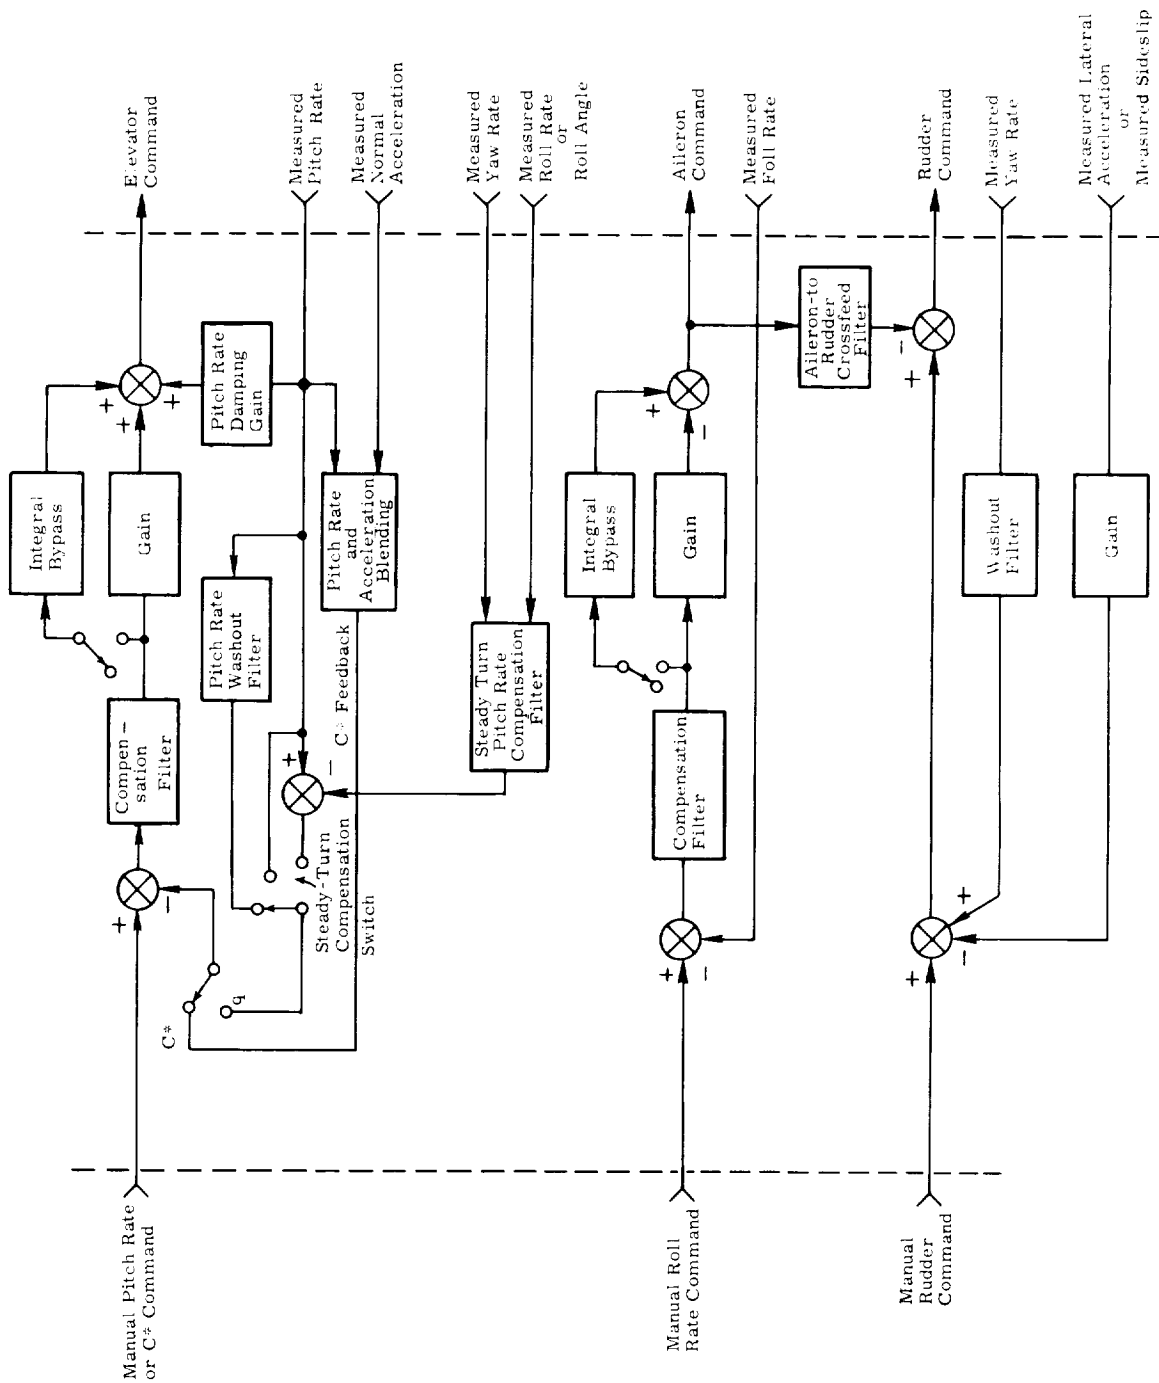 Manual Pitch Rate
or C* Command
+
−
Compen-
sation
Filter
Integral
Bypass
Gain
+
+
+
Elevator
Command
Pitch Rate
Damping
Gain
Pitch Rate
Washout
Filter
Measured
Pitch Rate
Pitch Rate
and
Acceleration
Blending
Measured
Normal
Acceleration
C*
q
Steady-Turn
Compensation
Switch
+
−
C* Feedback
Steady Turn
Pitch Rate
Compensation
Filter
Measured
Yaw Rate
Measured
Roll Rate
or
Roll Angle
Manual Roll
Rate Command
+
−
Compensation
Filter
Integral
Bypass
Gain
+
−
Aileron
Command
Measured
Foll Rate
Aileron-to
Rudder
Crossfeed
Filter
Manual
Rudder
Command
+
−
+
+
−
Rudder
Command
Washout
Filter
Measured
Yaw Rate
Gain
Measured Lateral
Acceleration
or
Measured Sideslip